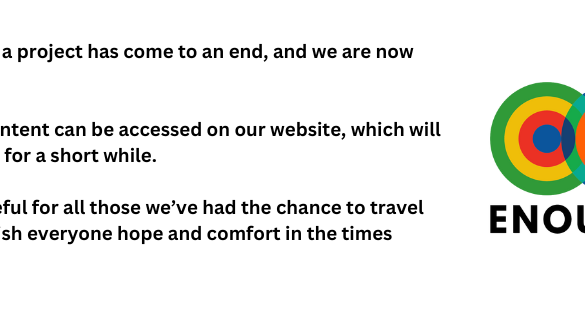 a project has come to an end, and we are now
ntent can be accessed on our website, which will
for a short while.
eful for all those we’ve had the chance to travel
sh everyone hope and comfort in the times
ENOU